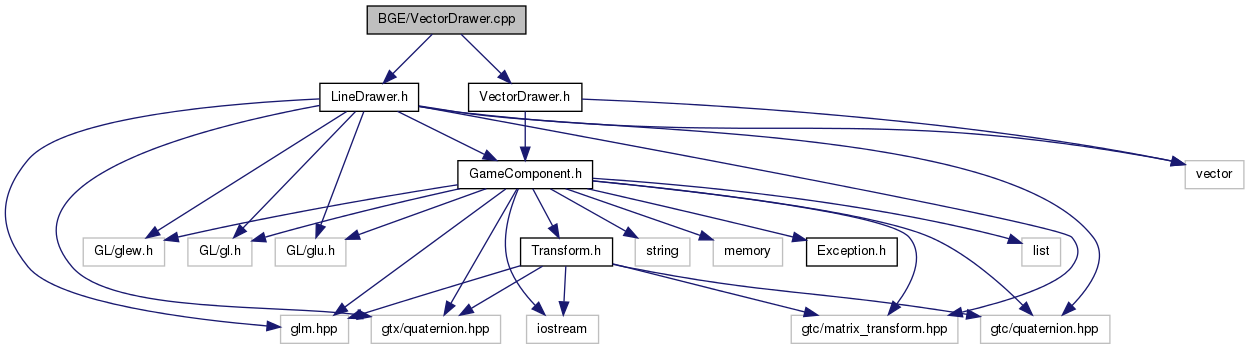 BGE/VectorDrawer.cpp
LineDrawer.h
VectorDrawer.h
GameComponent.h
vector
GL/glew.h
GL/gl.h
GL/glu.h
Transform.h
string
memory
Exception.h
list
glm.hpp
gtx/quaternion.hpp
iostream
gtc/matrix_transform.hpp
gtc/quaternion.hpp